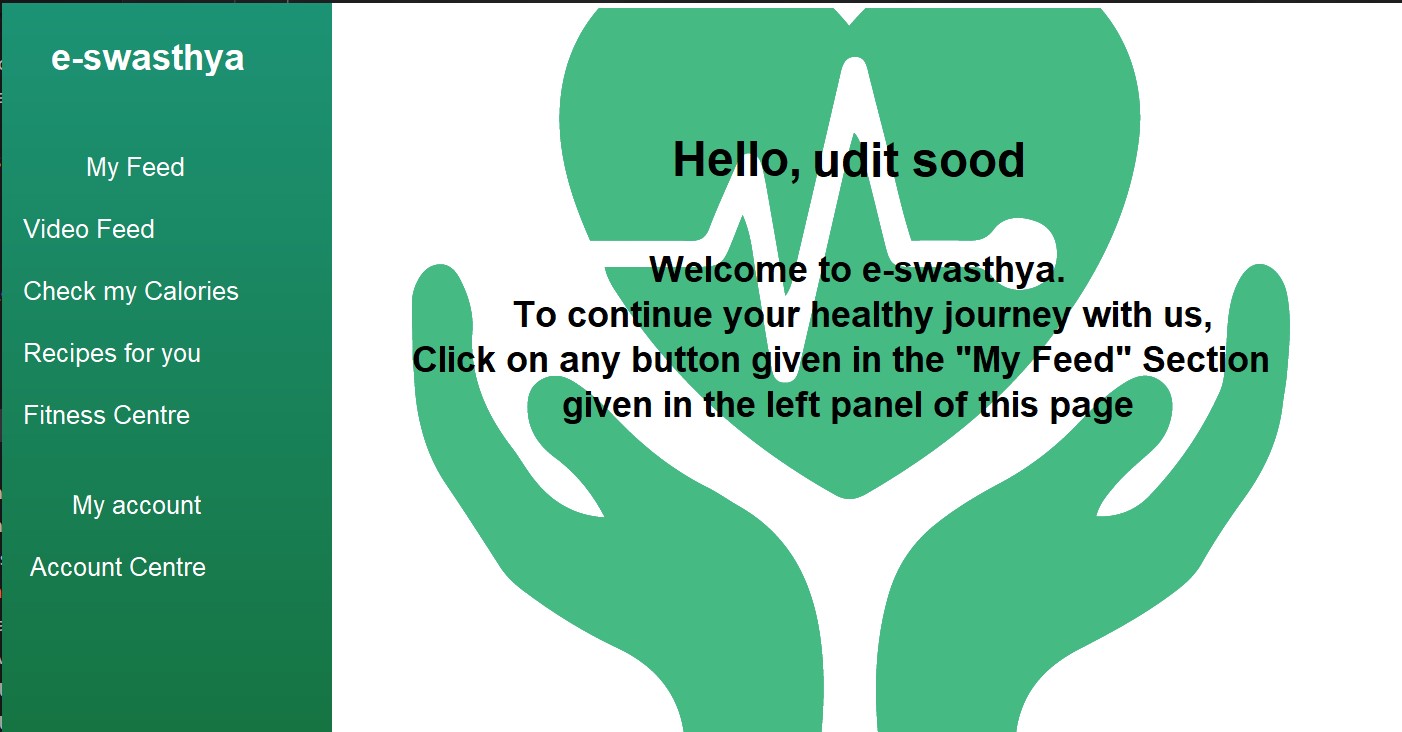 e-swasthya
My Feed
Video Feed
Check my Calories
Recipes for you
Fitness Centre
My account
Account Centre
Hello, udit sood
Welcome to e-swasthya.
To continue your healthy journey with us,
Click on any button given in the "My Feed" Section
given in the left panel of this page